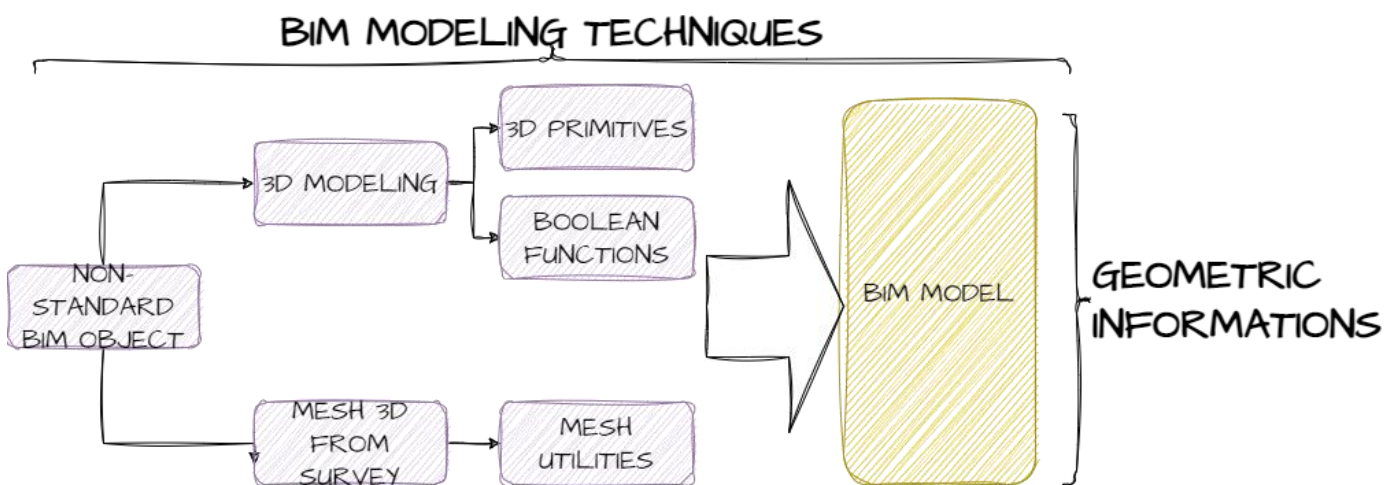 BIM MODELING TECHNIQUES
3D PRIMITIVES
3D MODELING
BOOLEAN
FUNCTIONS
NON-
STANDARD
BIM OBJECT
BIM MODEL
GEOMETRIC
INFORMATIONS
MESH 3D
FROM
SURVEY
MESH
UTILITIES